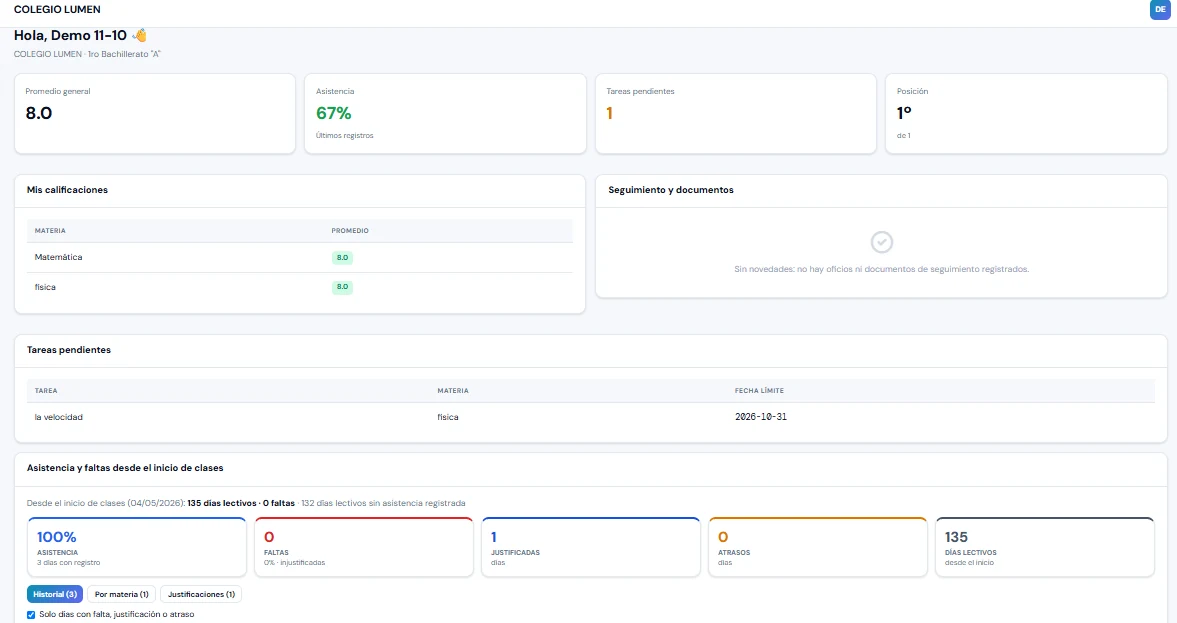 COLEGIO LUMEN
DE
Hola, Demo 11-10 👋
COLEGIO LUMEN · 1ro Bachillerato "A"
Promedio general
8.0
Asistencia
67%
Últimos registros
Tareas pendientes
1
Posición
1º
de 1
Mis calificaciones
MATERIA PROMEDIO
Matemática 8.0
física 8.0
Seguimiento y documentos
Sin novedades: no hay oficios ni documentos de seguimiento registrados.
Tareas pendientes
TAREA MATERIA FECHA LÍMITE
la velocidad física 2026-10-31
Asistencia y faltas desde el inicio de clases
Desde el inicio de clases (04/05/2026): 135 días lectivos · 0 faltas · 132 días lectivos sin asistencia registrada
100%
ASISTENCIA
3 días con registro
0
FALTAS
0% · injustificadas
1
JUSTIFICADAS
días
0
ATRASOS
días
135
DÍAS LECTIVOS
desde el inicio
Historial (3) Por materia (1) Justificaciones (1)
Solo días con falta, justificación o atraso